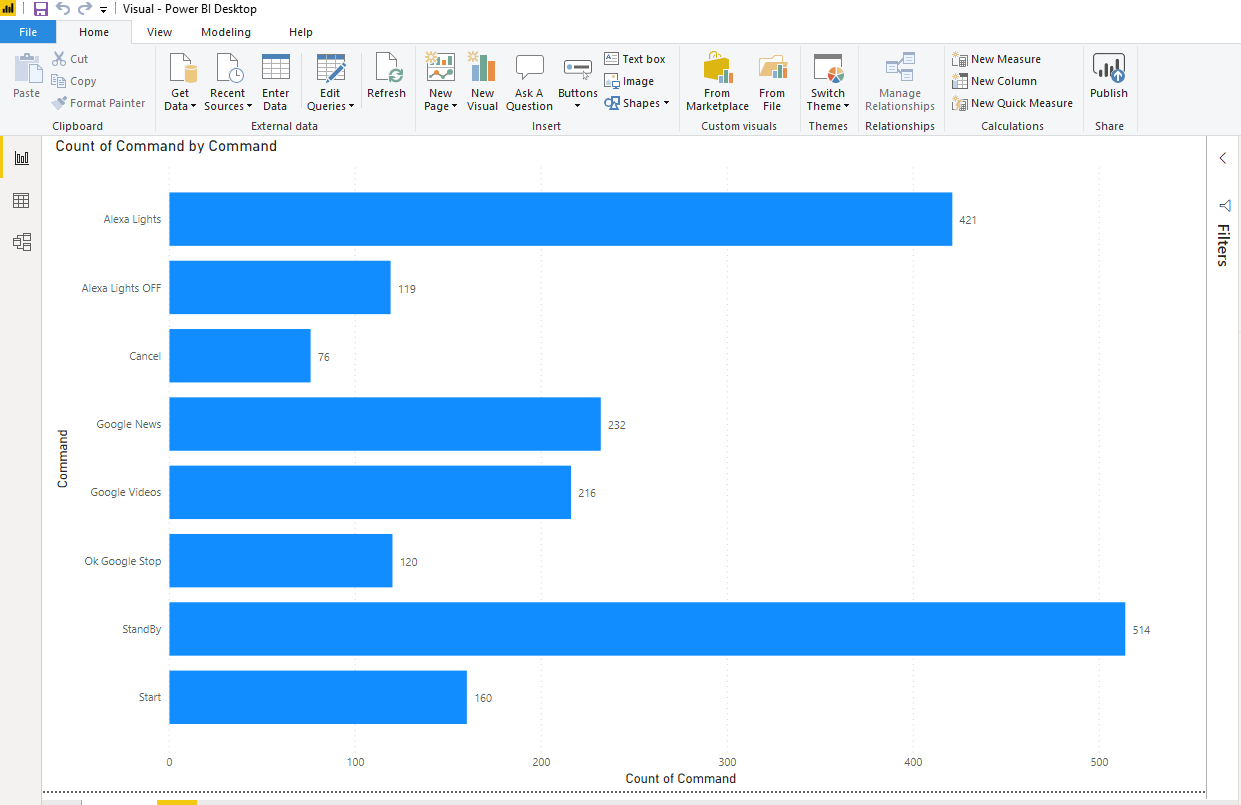 Visual - Power BI Desktop
File Home View Modeling Help
Paste
Cut
Copy
Format Painter
Clipboard
Get Data
Recent Sources
Enter Data
Edit Queries
Refresh
External data
New Page
New Visual
Ask A Question
Buttons
Text box
Image
Shapes
Insert
From Marketplace
From File
Custom visuals
Switch Theme
Themes
Manage Relationships
Relationships
New Measure
New Column
New Quick Measure
Calculations
Publish
Share
Count of Command by Command
Command
Alexa Lights 421
Alexa Lights OFF 119
Cancel 76
Google News 232
Google Videos 216
Ok Google Stop 120
StandBy 514
Start 160
0 100 200 300 400 500
Count of Command
Filters